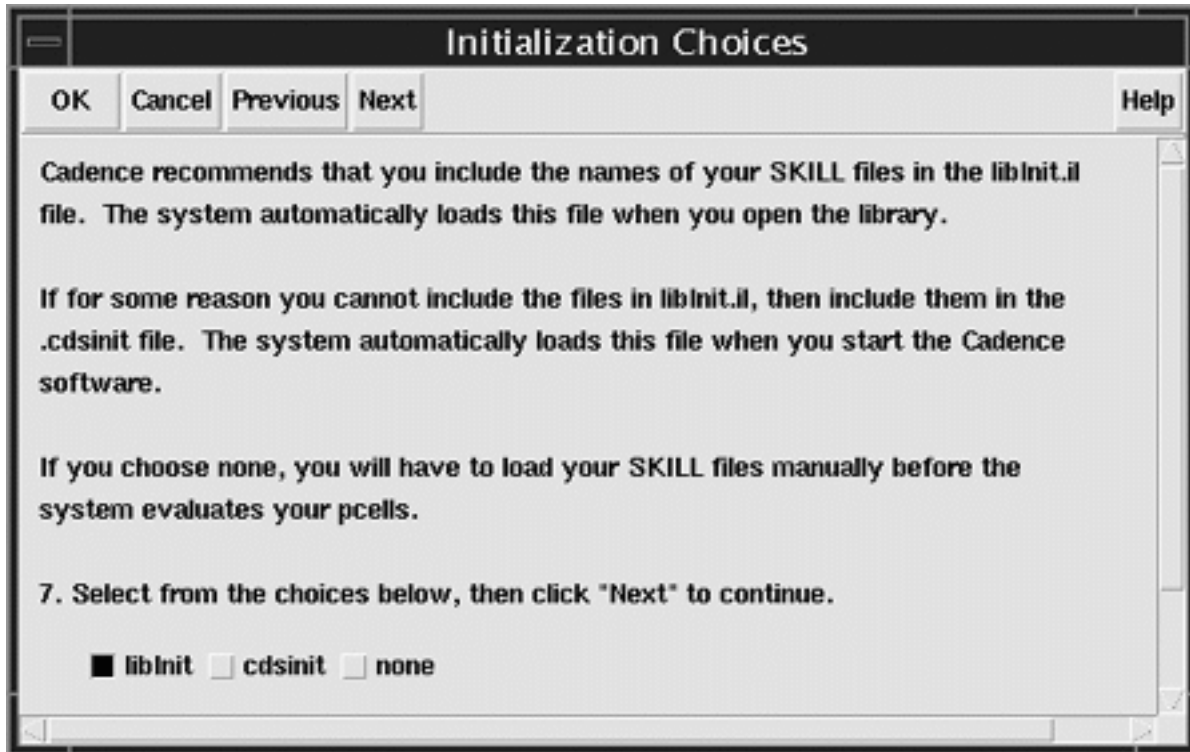 Initialization Choices
OK Cancel Previous Next Help
Cadence recommends that you include the names of your SKILL files in the libInit.il
file. The system automatically loads this file when you open the library.
If for some reason you cannot include the files in libInit.il, then include them in the
.cdsinit file. The system automatically loads this file when you start the Cadence
software.
If you choose none, you will have to load your SKILL files manually before the
system evaluates your pcells.
7. Select from the choices below, then click "Next" to continue.
libInit cdsinit none